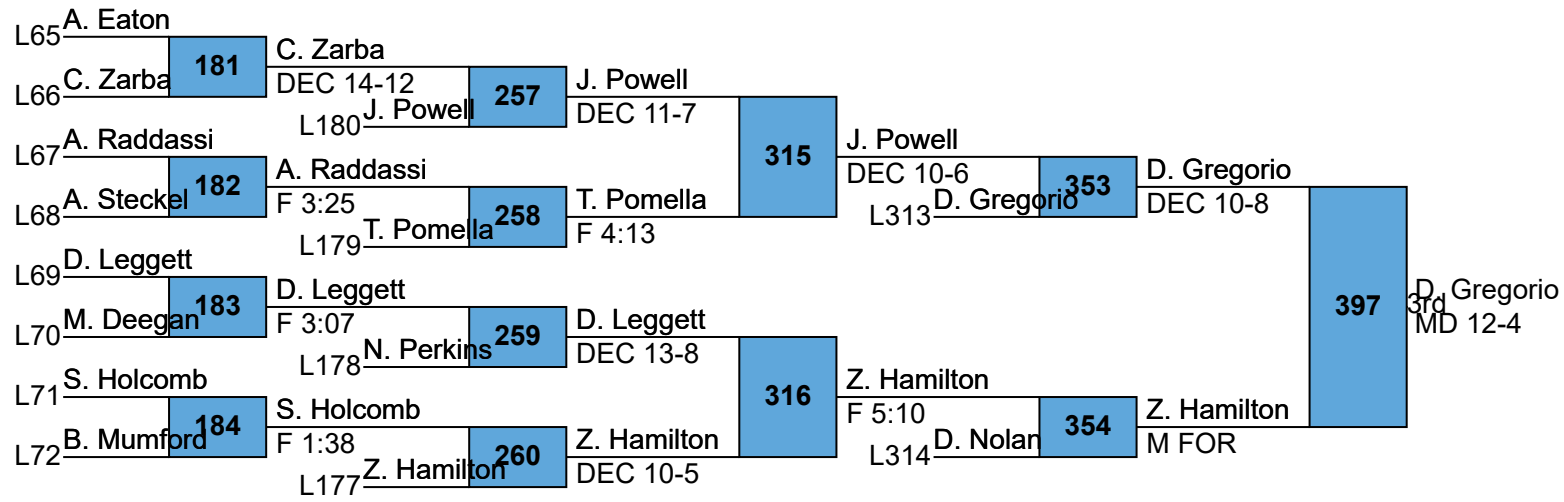 A. Eaton
L65
181
C. Zarba
L66
C. Zarba
DEC 14-12
257
J. Powell
L180
J. Powell
DEC 11-7
A. Raddassi
L67
182
A. Steckel
L68
A. Raddassi
F 3:25
258
T. Pomella
L179
T. Pomella
F 4:13
315
J. Powell
DEC 10-6
353
D. Gregorio
L313
D. Gregorio
DEC 10-8
D. Leggett
L69
183
M. Deegan
L70
D. Leggett
F 3:07
259
N. Perkins
L178
D. Leggett
DEC 13-8
S. Holcomb
L71
184
B. Mumford
L72
S. Holcomb
F 1:38
260
Z. Hamilton
L177
Z. Hamilton
DEC 10-5
316
Z. Hamilton
F 5:10
354
D. Nolan
L314
Z. Hamilton
M FOR
397
3rd
D. Gregorio
MD 12-4